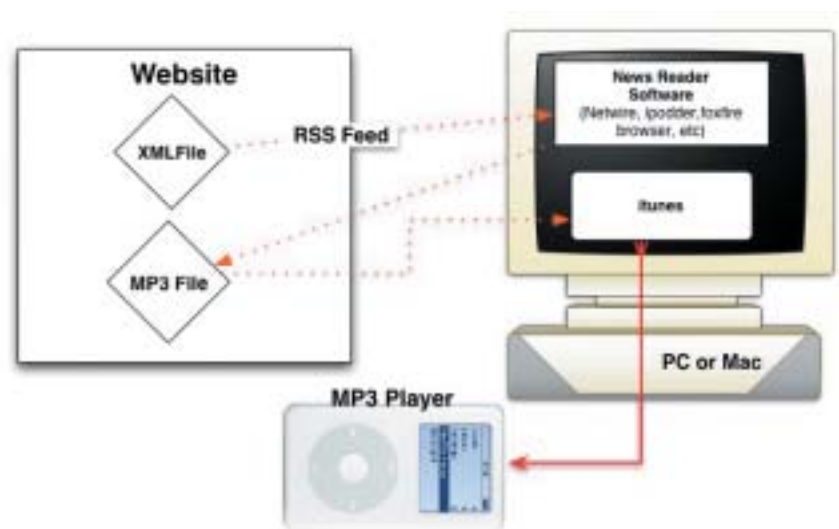 Website
XMLFile
RSS Feed
MP3 File
News Reader
Software
(Netwire, ipodder,foxfire
browser, etc)
Itunes
PC or Mac
MP3 Player